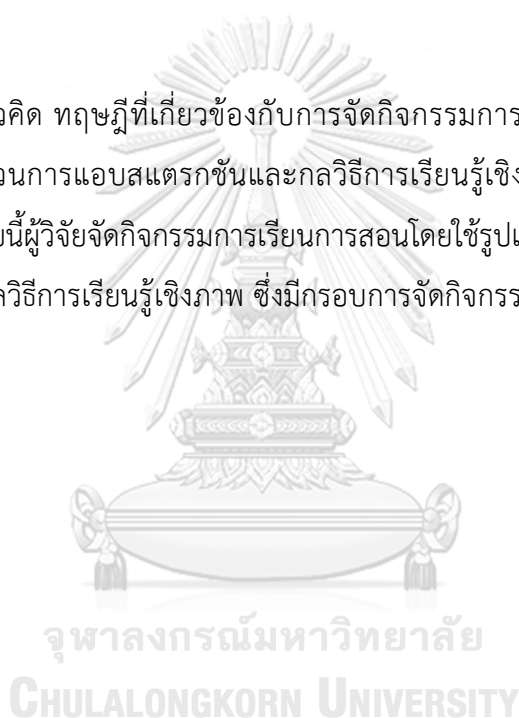 คิด ทฤษฎีที่เกี่ยวข้องกับการจัดกิจกรรมการ
วนการแอบสแตรกชันและกลวิธีการเรียนรู้เชิง
นี้ผู้วิจัยจัดกิจกรรมการเรียนการสอนโดยใช้รูป
วิธีการเรียนรู้เชิงภาพ ซึ่งมีกรอบการจัดกิจกรร
จุฬาลงกรณ์มหาวิทยาลัย
CHULALONGKORN UNIVERSITY